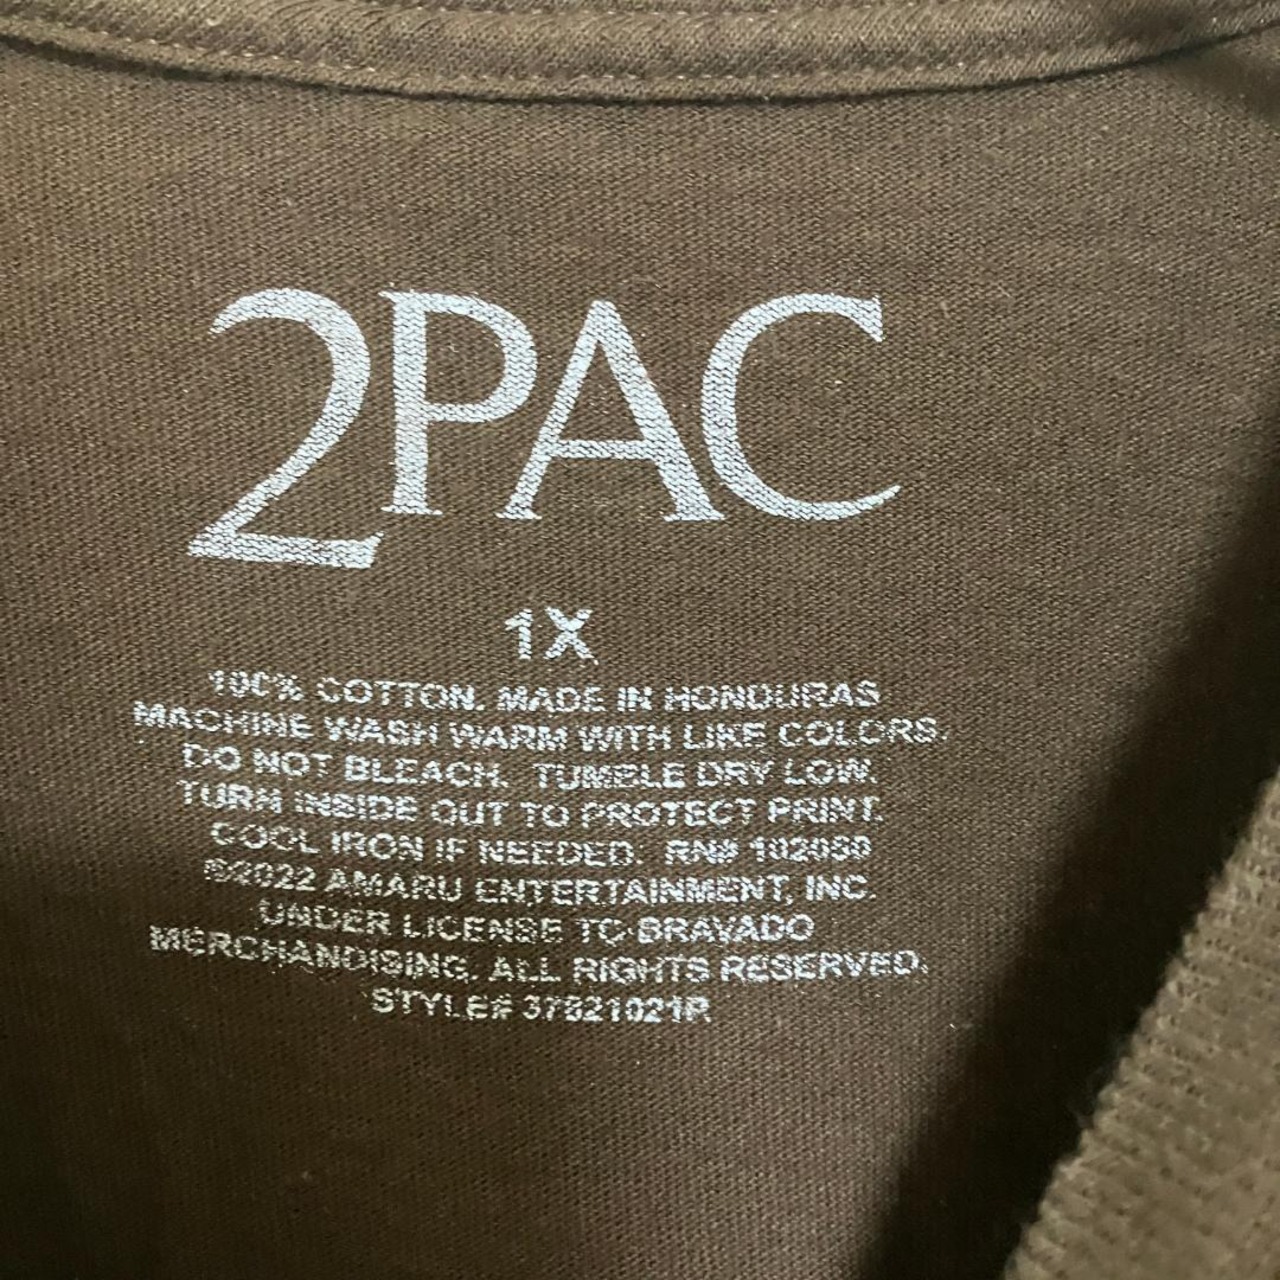 2PAC
1X
100% COTTON. MADE IN HONDURAS
MACHINE WASH WARM WITH LIKE COLORS.
DO NOT BLEACH. TUMBLE DRY LOW.
TURN INSIDE OUT TO PROTECT PRINT.
COOL IRON IF NEEDED. RN#
©2022 AMARU ENTERTAINMENT, INC.
UNDER LICENSE TO BRAVADO
MERCHANDISING. ALL RIGHTS RESERVED.
STYLE# 37821021P